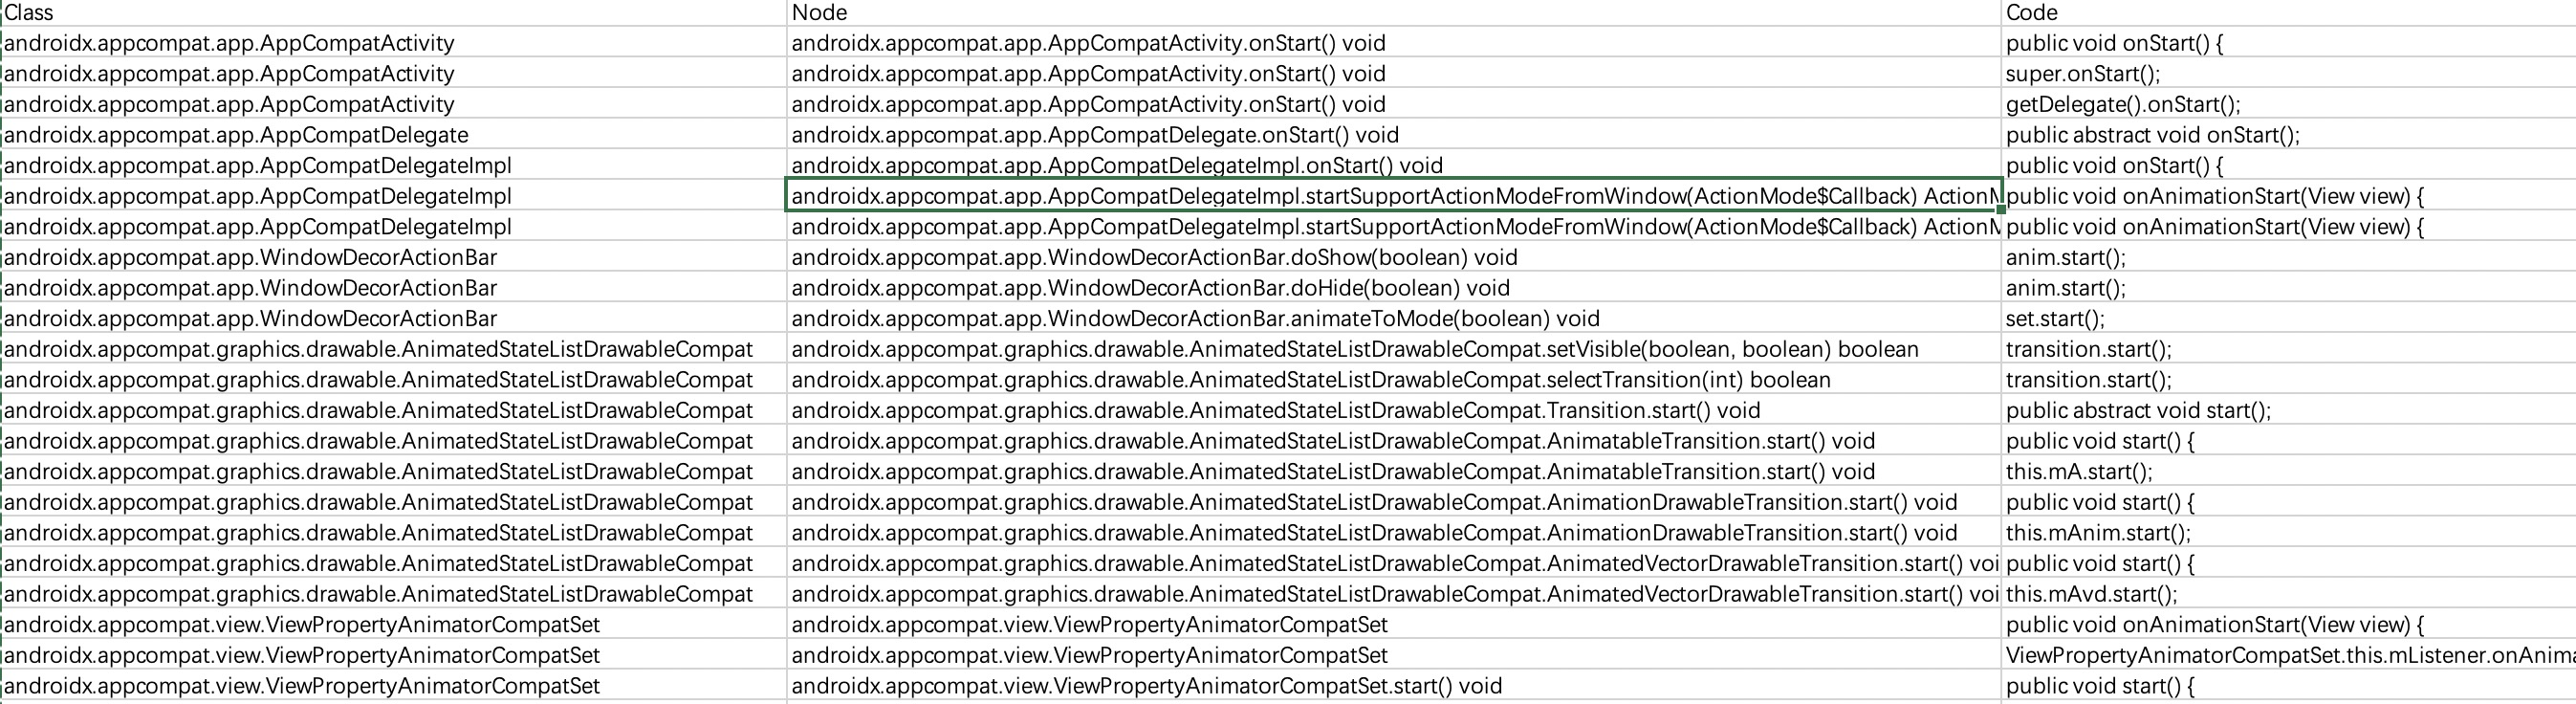 Class Node Code
androidx.appcompat.app.AppCompatActivity androidx.appcompat.app.AppCompatActivity.onStart() void public void onStart() {
androidx.appcompat.app.AppCompatActivity androidx.appcompat.app.AppCompatActivity.onStart() void super.onStart();
androidx.appcompat.app.AppCompatActivity androidx.appcompat.app.AppCompatActivity.onStart() void getDelegate().onStart();
androidx.appcompat.app.AppCompatDelegate androidx.appcompat.app.AppCompatDelegate.onStart() void public abstract void onStart();
androidx.appcompat.app.AppCompatDelegateImpl androidx.appcompat.app.AppCompatDelegateImpl.onStart() void public void onStart() {
androidx.appcompat.app.AppCompatDelegateImpl androidx.appcompat.app.AppCompatDelegateImpl.startSupportActionModeFromWindow(ActionMode$Callback) ActionM public void onAnimationStart(View view) {
androidx.appcompat.app.AppCompatDelegateImpl androidx.appcompat.app.AppCompatDelegateImpl.startSupportActionModeFromWindow(ActionMode$Callback) ActionM public void onAnimationStart(View view) {
androidx.appcompat.app.WindowDecorActionBar androidx.appcompat.app.WindowDecorActionBar.doShow(boolean) void anim.start();
androidx.appcompat.app.WindowDecorActionBar androidx.appcompat.app.WindowDecorActionBar.doHide(boolean) void anim.start();
androidx.appcompat.app.WindowDecorActionBar androidx.appcompat.app.WindowDecorActionBar.animateToMode(boolean) void set.start();
androidx.appcompat.graphics.drawable.AnimatedStateListDrawableCompat androidx.appcompat.graphics.drawable.AnimatedStateListDrawableCompat.setVisible(boolean, boolean) boolean transition.start();
androidx.appcompat.graphics.drawable.AnimatedStateListDrawableCompat androidx.appcompat.graphics.drawable.AnimatedStateListDrawableCompat.selectTransition(int) boolean transition.start();
androidx.appcompat.graphics.drawable.AnimatedStateListDrawableCompat androidx.appcompat.graphics.drawable.AnimatedStateListDrawableCompat.Transition.start() void public abstract void start();
androidx.appcompat.graphics.drawable.AnimatedStateListDrawableCompat androidx.appcompat.graphics.drawable.AnimatedStateListDrawableCompat.AnimatableTransition.start() void public void start() {
androidx.appcompat.graphics.drawable.AnimatedStateListDrawableCompat androidx.appcompat.graphics.drawable.AnimatedStateListDrawableCompat.AnimatableTransition.start() void this.mA.start();
androidx.appcompat.graphics.drawable.AnimatedStateListDrawableCompat androidx.appcompat.graphics.drawable.AnimatedStateListDrawableCompat.AnimationDrawableTransition.start() void public void start() {
androidx.appcompat.graphics.drawable.AnimatedStateListDrawableCompat androidx.appcompat.graphics.drawable.AnimatedStateListDrawableCompat.AnimationDrawableTransition.start() void this.mAnim.start();
androidx.appcompat.graphics.drawable.AnimatedStateListDrawableCompat androidx.appcompat.graphics.drawable.AnimatedStateListDrawableCompat.AnimatedVectorDrawableTransition.start() voi public void start() {
androidx.appcompat.graphics.drawable.AnimatedStateListDrawableCompat androidx.appcompat.graphics.drawable.AnimatedStateListDrawableCompat.AnimatedVectorDrawableTransition.start() voi this.mAvd.start();
androidx.appcompat.view.ViewPropertyAnimatorCompatSet androidx.appcompat.view.ViewPropertyAnimatorCompatSet public void onAnimationStart(View view) {
androidx.appcompat.view.ViewPropertyAnimatorCompatSet androidx.appcompat.view.ViewPropertyAnimatorCompatSet ViewPropertyAnimatorCompatSet.this.mListener.onAnima
androidx.appcompat.view.ViewPropertyAnimatorCompatSet androidx.appcompat.view.ViewPropertyAnimatorCompatSet.start() void public void start() {